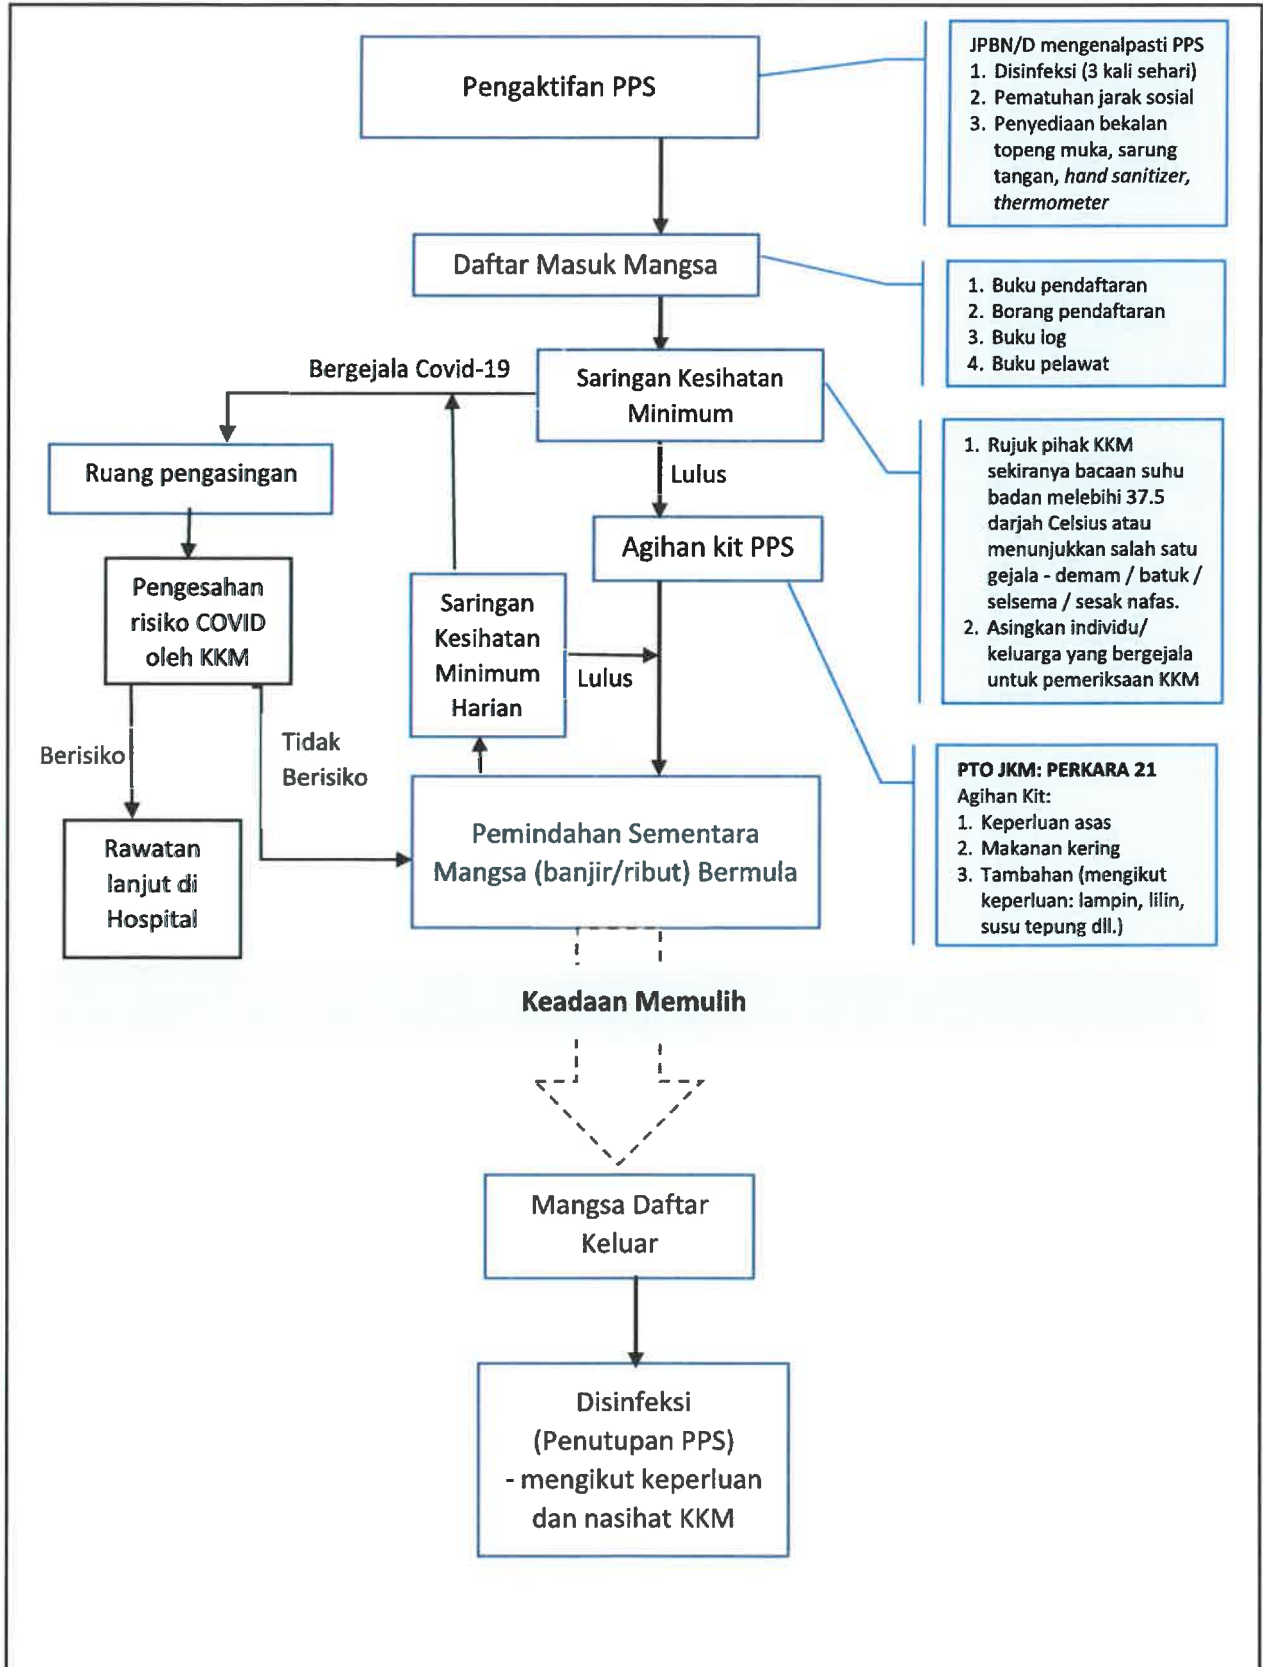 Pengaktifan PPS
JPBN/D mengenalpasti PPS
1. Disinfeksi (3 kali sehari)
2. Pematuhan jarak sosial
3. Penyediaan bekalan
topeng muka, sarung
tangan, hand sanitizer,
thermometer
Daftar Masuk Mangsa
1. Buku pendaftaran
2. Borang pendaftaran
3. Buku log
4. Buku pelawat
Bergejala Covid-19
Saringan Kesihatan
Minimum
1. Rujuk pihak KKM
sekiranya bacaan suhu
badan melebihi 37.5
darjah Celsius atau
menunjukkan salah satu
gejala - demam / batuk /
selsema / sesak nafas.
2. Asingkan individu/
keluarga yang bergejala
untuk pemeriksaan KKM
Ruang pengasingan
Lulus
Agihan kit PPS
Pengesahan
risiko COVID
oleh KKM
Saringan
Kesihatan
Minimum
Harian
Lulus
Berisiko
Tidak
Berisiko
PTO JKM: PERKARA 21
Agihan Kit:
1. Keperluan asas
2. Makanan kering
3. Tambahan (mengikut
keperluan: lampin, lilin,
susu tepung dll.)
Rawatan
lanjut di
Hospital
Pemindahan Sementara
Mangsa (banjir/ribut) Bermula
Keadaan Memulih
Mangsa Daftar
Keluar
Disinfeksi
(Penutupan PPS)
- mengikut keperluan
dan nasihat KKM